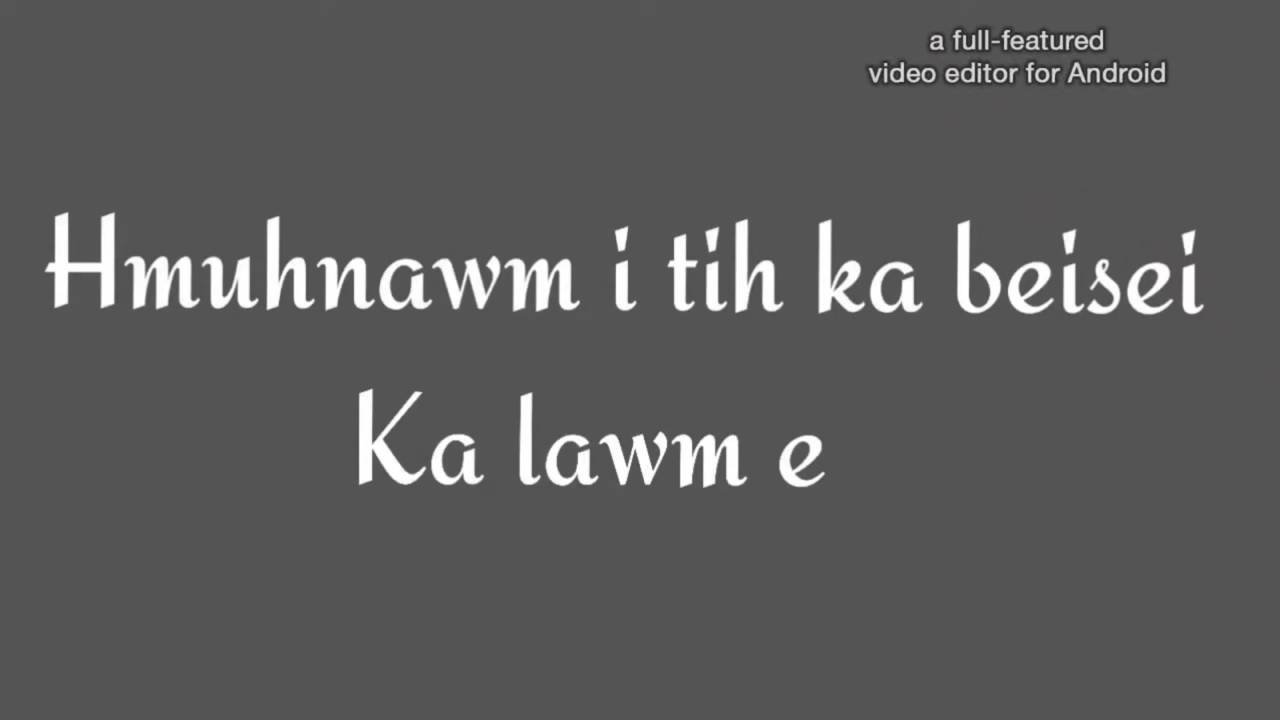 a full-featured
video editor for Android
Hmuhnawm i tih ka beisei
Ka lawm e